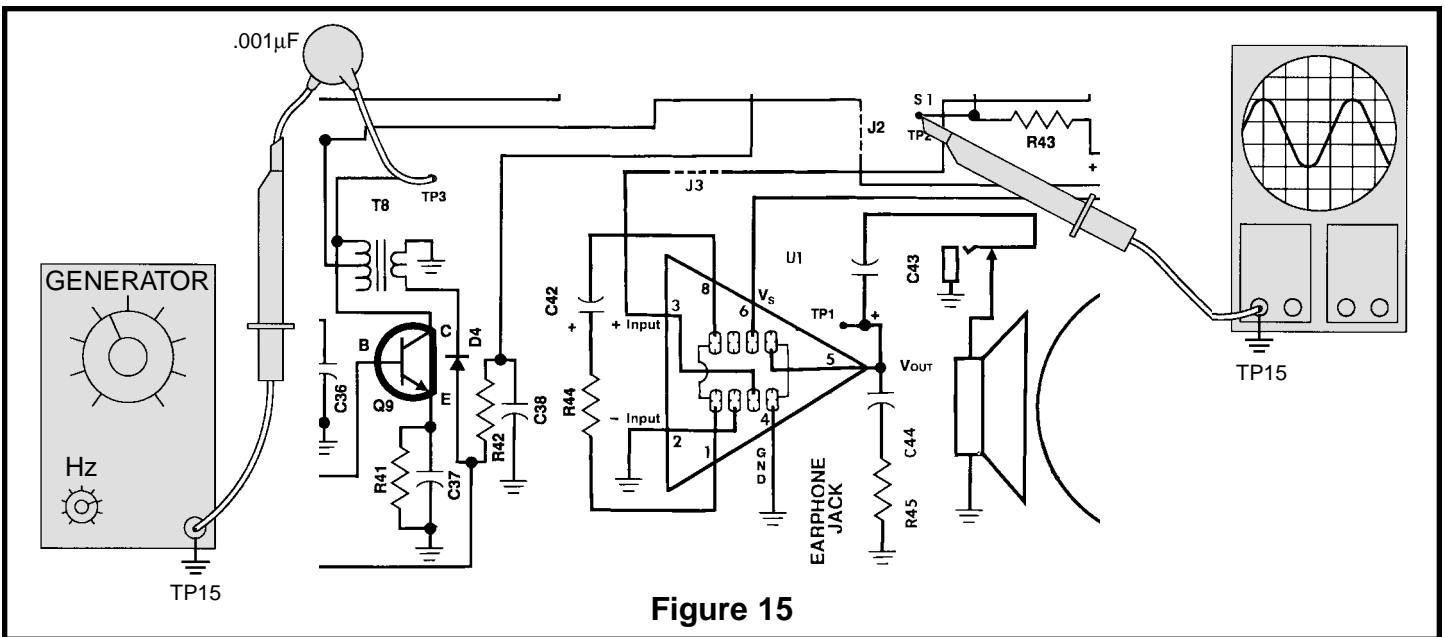 .001µF
S 1
TP2
J2
R43
+
J3
TP3
T8
GENERATOR
Hz
TP15
C36
B
C
Q9
E
D4
R41
C37
R42
C38
C42
+
R44
+ Input
3
8
6
Vs
U1
TP1
+
C43
5
VOUT
- Input
2
1
4
GND
C44
R45
EARPHONE
JACK
TP15
Figure 15